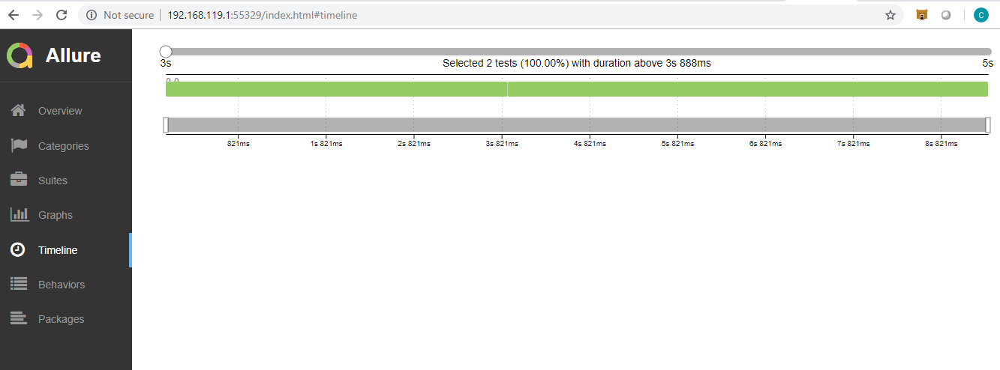 Not secure
192.168.119.1:55329/index.html#timeline
C
Allure
Overview
Categories
Suites
Graphs
Timeline
Behaviors
Packages
3s
Selected 2 tests (100.00%) with duration above 3s 888ms
5s
821ms
1s 821ms
2s 821ms
3s 821ms
4s 821ms
5s 821ms
6s 821ms
7s 821ms
8s 821ms